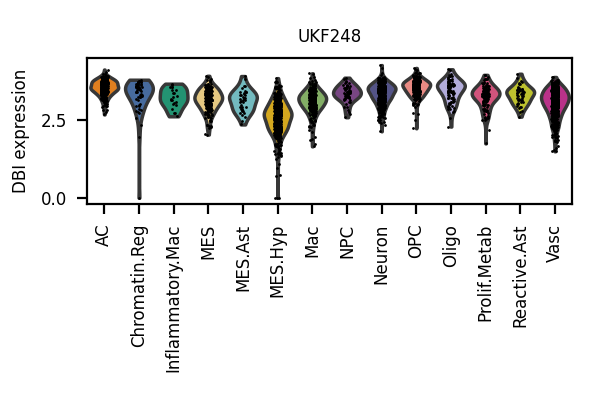 UKF248
DBI expression
2.5
0.0
AC
Chromatin.Reg
Inflammatory.Mac
MES
MES.Ast
MES.Hyp
Mac
NPC
Neuron
OPC
Oligo
Prolif.Metab
Reactive.Ast
Vasc